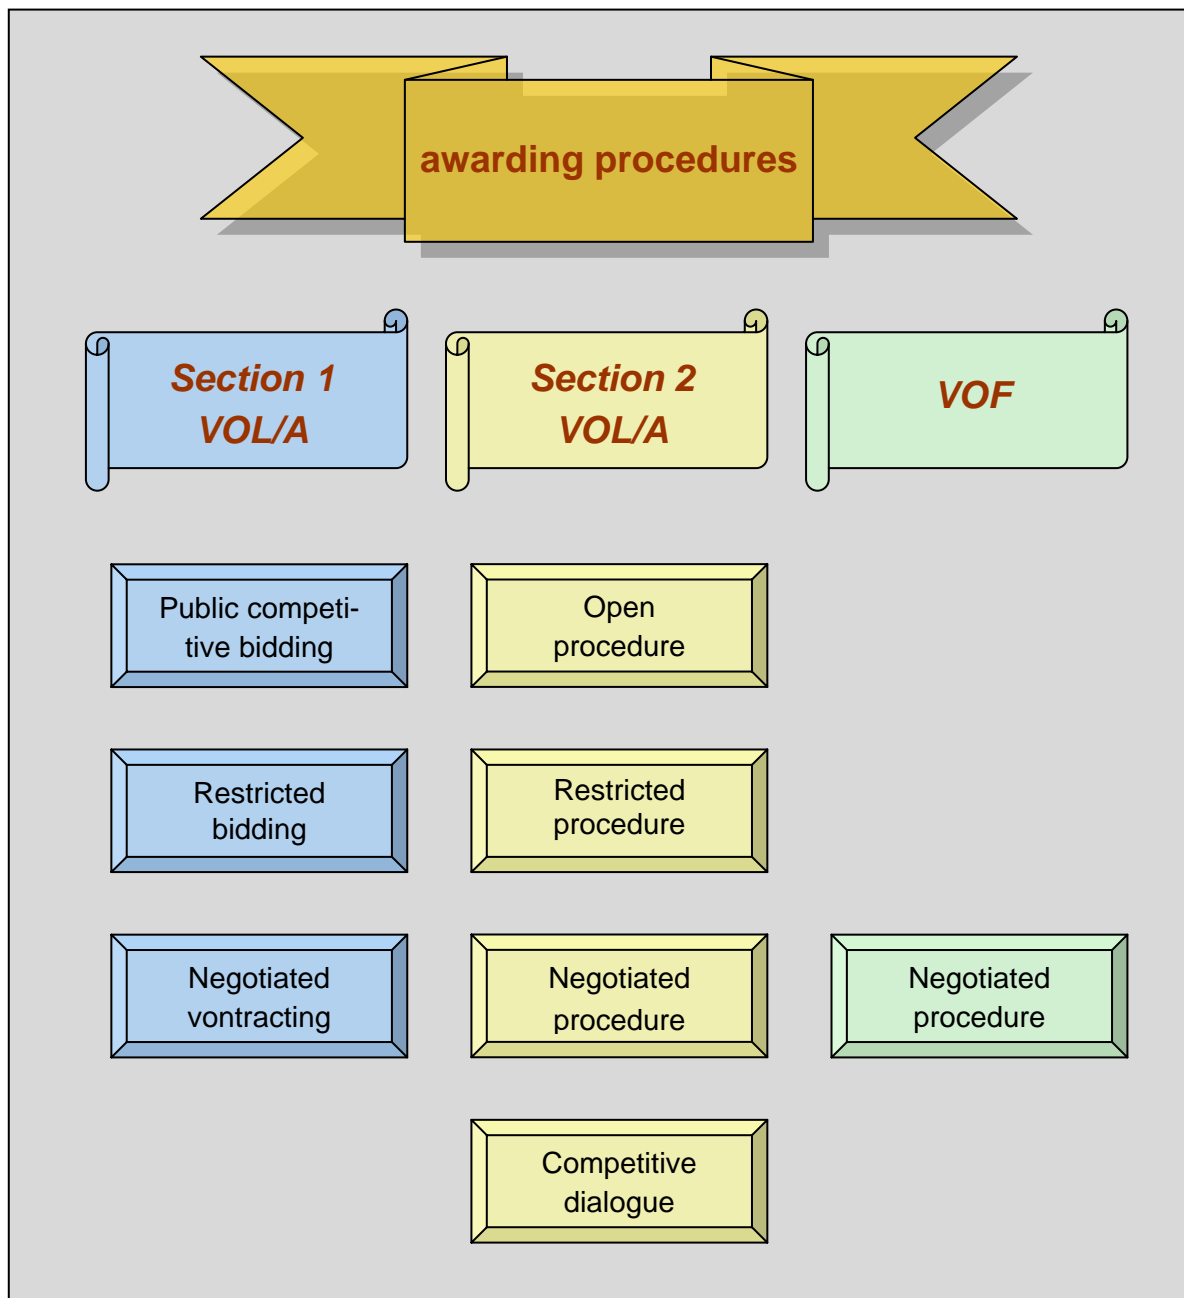 awarding procedures
Section 1
VOL/A
Section 2
VOL/A
VOF
Public competi-
tive bidding
Open
procedure
Restricted
bidding
Restricted
procedure
Negotiated
vontracting
Negotiated
procedure
Negotiated
procedure
Competitive
dialogue